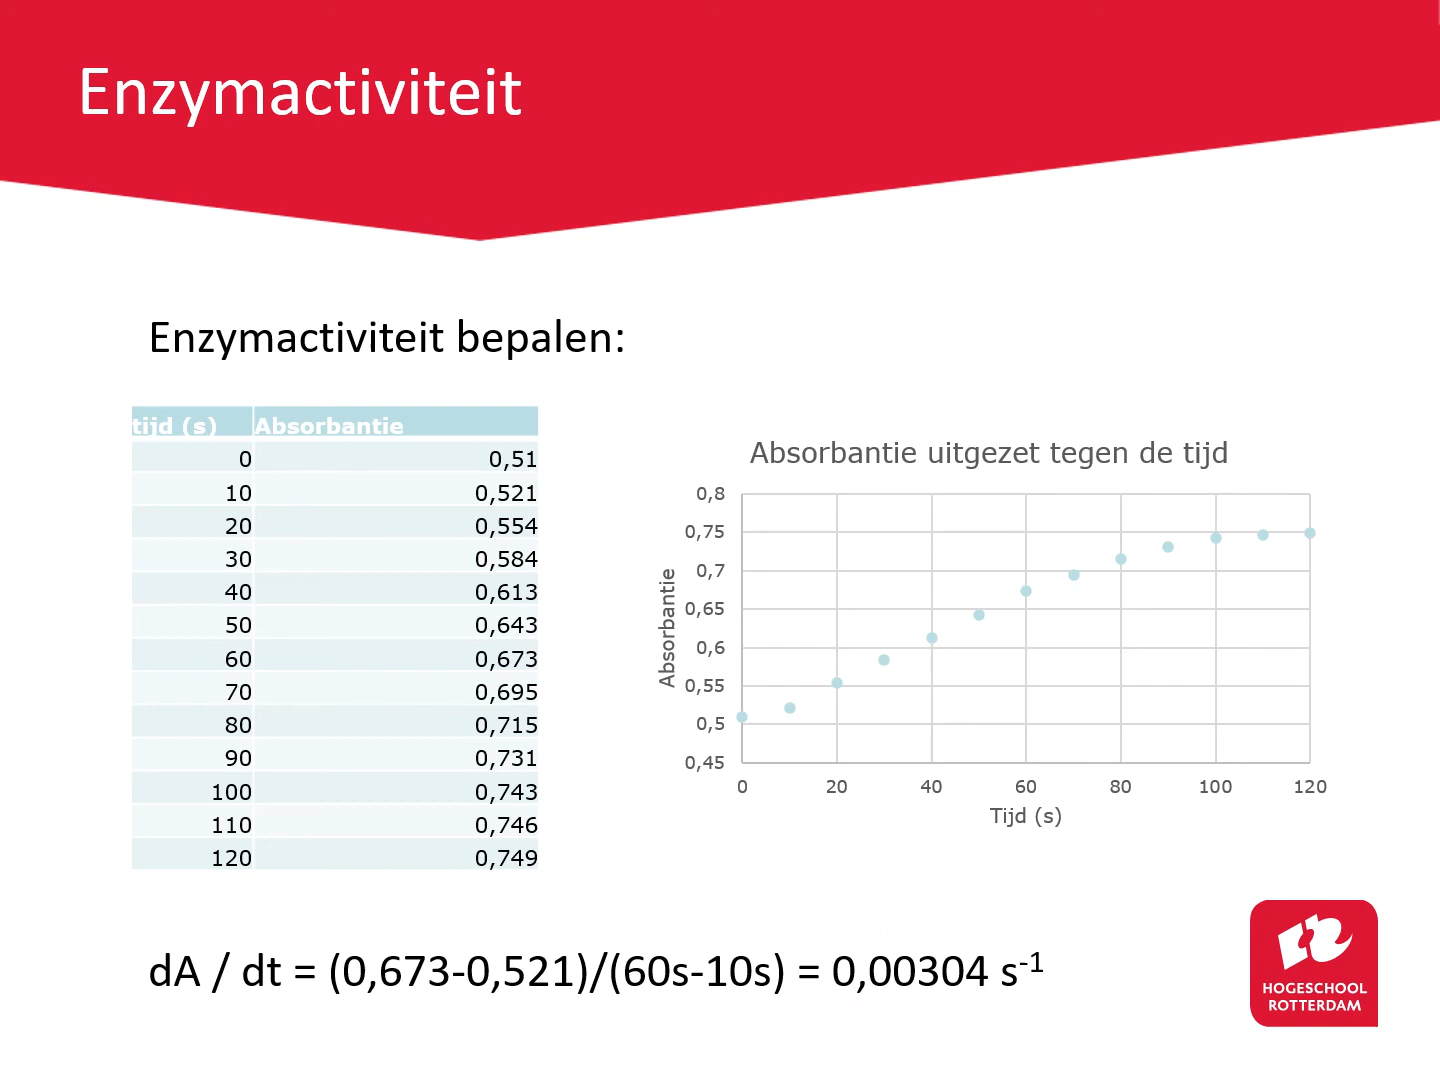 Enzymactiviteit
Enzymactiviteit bepalen:
tijd (s) Absorbantie
0 0,51
10 0,521
20 0,554
30 0,584
40 0,613
50 0,643
60 0,673
70 0,695
80 0,715
90 0,731
100 0,743
110 0,746
120 0,749
Absorbantie uitgezet tegen de tijd
0,8
0,75
0,7
0,65
0,6
0,55
0,5
0,45
Absorbantie
0 20 40 60 80 100 120
Tijd (s)
dA / dt = (0,673-0,521)/(60s-10s) = 0,00304 s⁻¹
HOGESCHOOL
ROTTERDAM